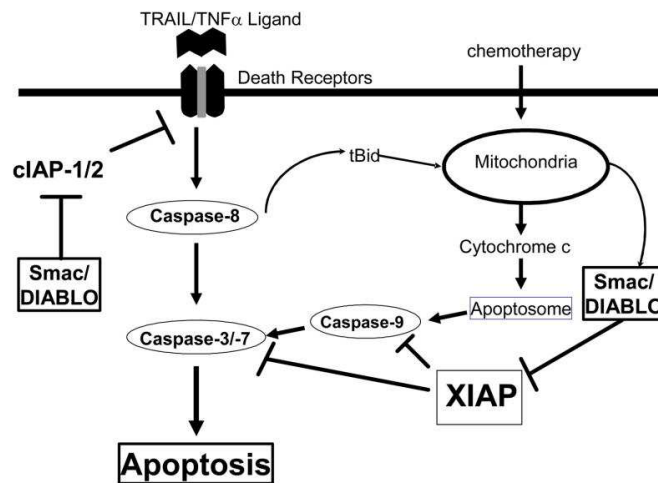 TRAIL/TNFα Ligand
chemotherapy
Death Receptors
cIAP-1/2
tBid
Mitochondria
Caspase-8
Cytochrome c
Smac/
DIABLO
Smac/
DIABLO
Apoptosome
Caspase-9
Caspase-3/-7
XIAP
Apoptosis